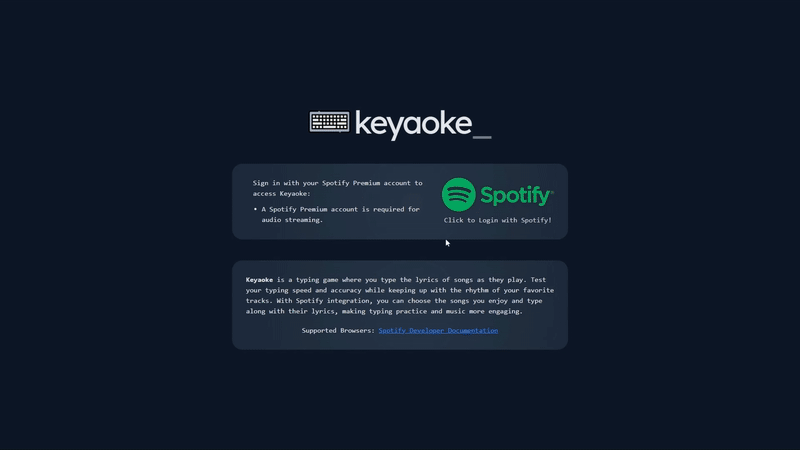 keyaoke_
Sign in with your Spotify Premium account to
access Keyaoke:
• A Spotify Premium account is required for
audio streaming.
Spotify®
Click to Login with Spotify!
Keyaoke is a typing game where you type the lyrics of songs as they play. Test
your typing speed and accuracy while keeping up with the rhythm of your favorite
tracks. With Spotify integration, you can choose the songs you enjoy and type
along with their lyrics, making typing practice and music more engaging.
Supported Browsers: Spotify Developer Documentation